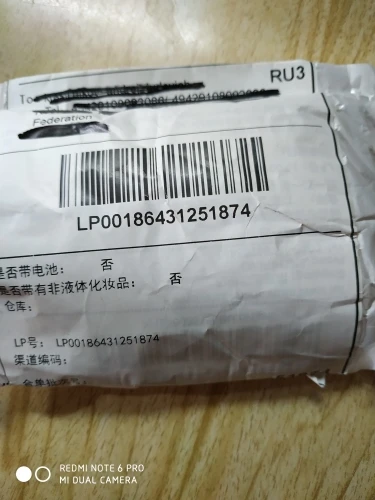 RU3
To
Federation
LP00186431251874
是否带电池： 否
是否带有非液体化妆品： 否
仓库：
LP号： LP00186431251874
渠道编码：
REDMI NOTE 6 PRO
MI DUAL CAMERA